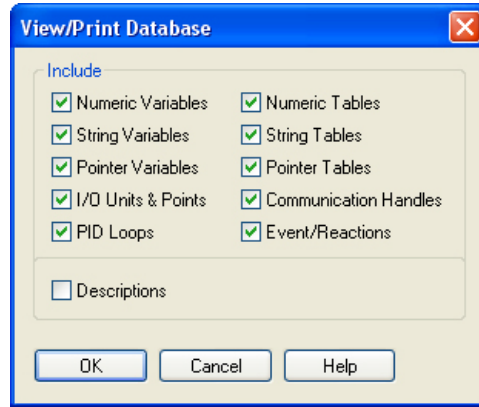 View/Print Database
Include
Numeric Variables
Numeric Tables
String Variables
String Tables
Pointer Variables
Pointer Tables
I/O Units & Points
Communication Handles
PID Loops
Event/Reactions
Descriptions
OK
Cancel
Help